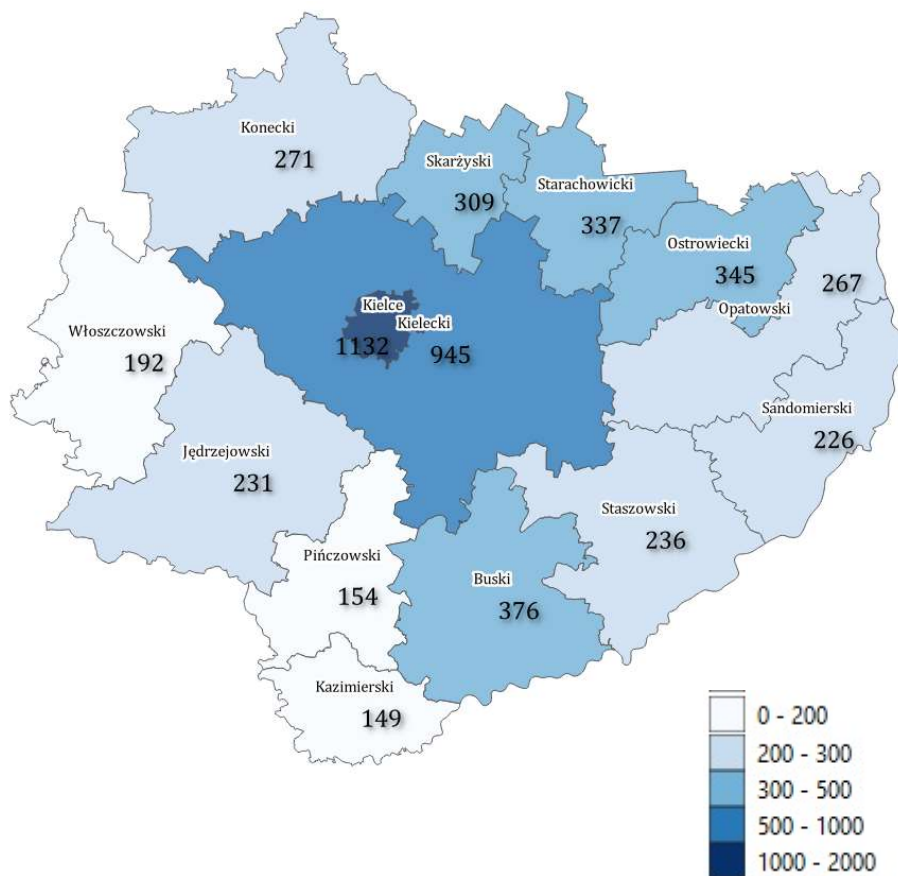 Konecki
271
Skarżyski
309
Starachowicki
337
Ostrowiecki
345
267
Opatowski
Kielce
Kielecki
1132
945
Włoszczowski
192
Sandomierski
226
Jędrzejowski
231
Staszowski
236
Pińczowski
154
Buski
376
Kazimierski
149
0 - 200
200 - 300
300 - 500
500 - 1000
1000 - 2000